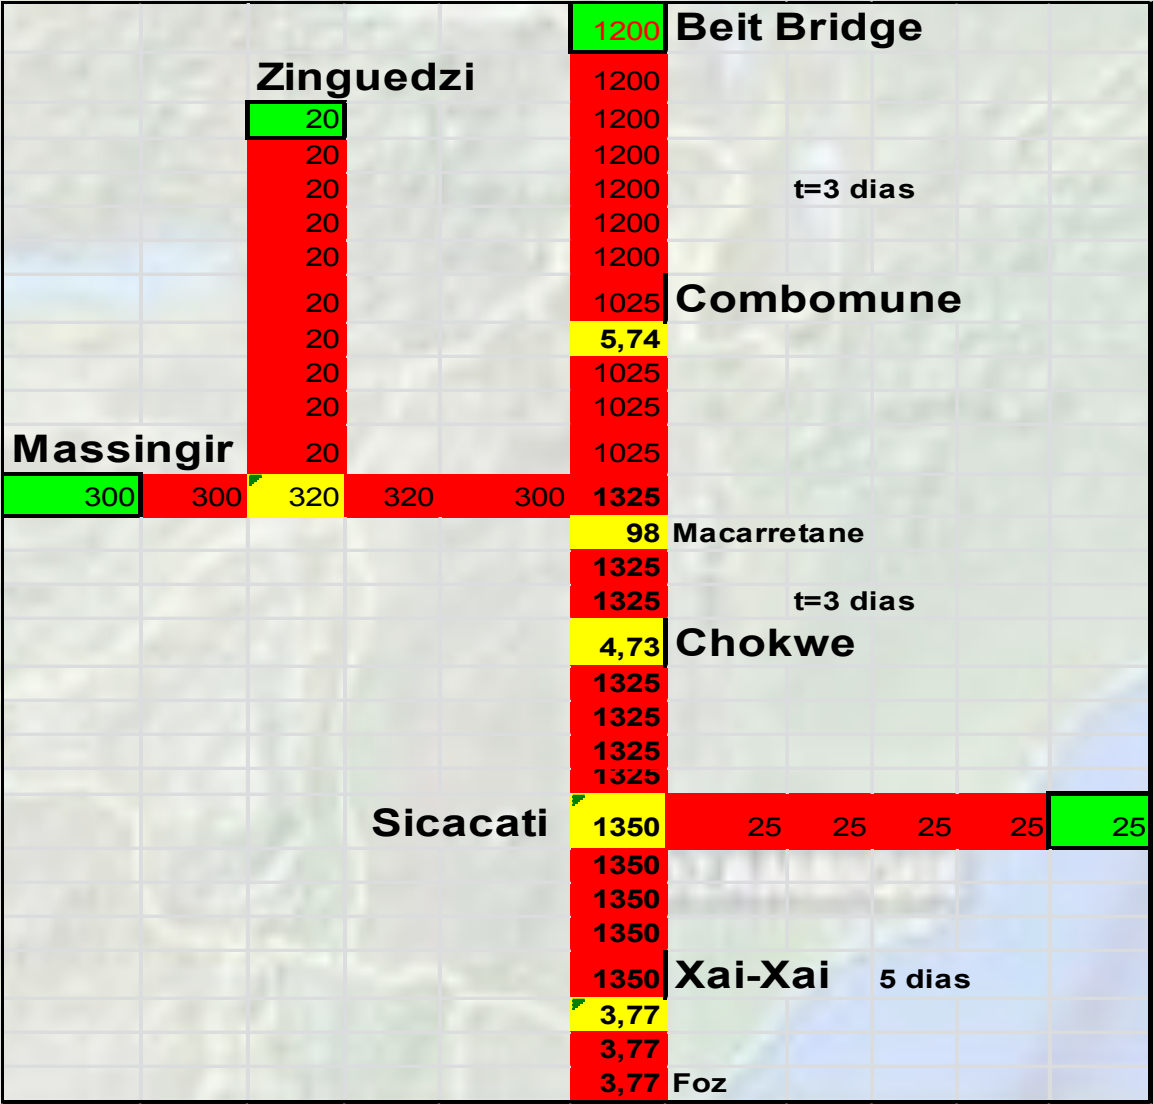 1200 Beit Bridge
Zinguedzi 1200
20 1200
20 1200
20 1200 t=3 dias
20 1200
20 1200
20 1025 Combomune
20 5,74
20 1025
20 1025
Massingir 20 1025
300 300 320 320 300 1325
98 Macarretane
1325
1325 t=3 dias
4,73 Chokwe
1325
1325
1325
1325
Sicacati 1350 25 25 25 25 25
1350
1350
1350
1350 Xai-Xai 5 dias
3,77
3,77
3,77 Foz